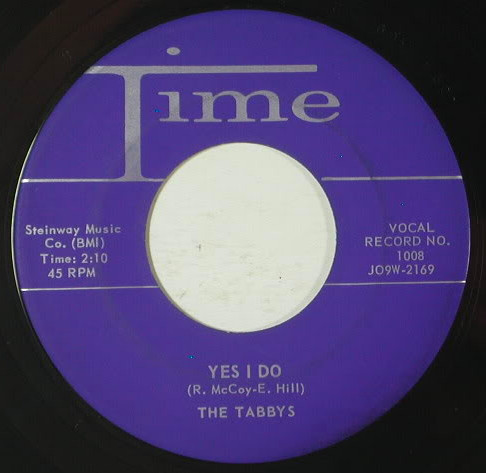 Time
Steinway Music
Co. (BMI)
Time: 2:10
45 RPM
VOCAL
RECORD NO.
1008
JO9W-2169
YES I DO
(R. McCoy-E. Hill)
THE TABBYS